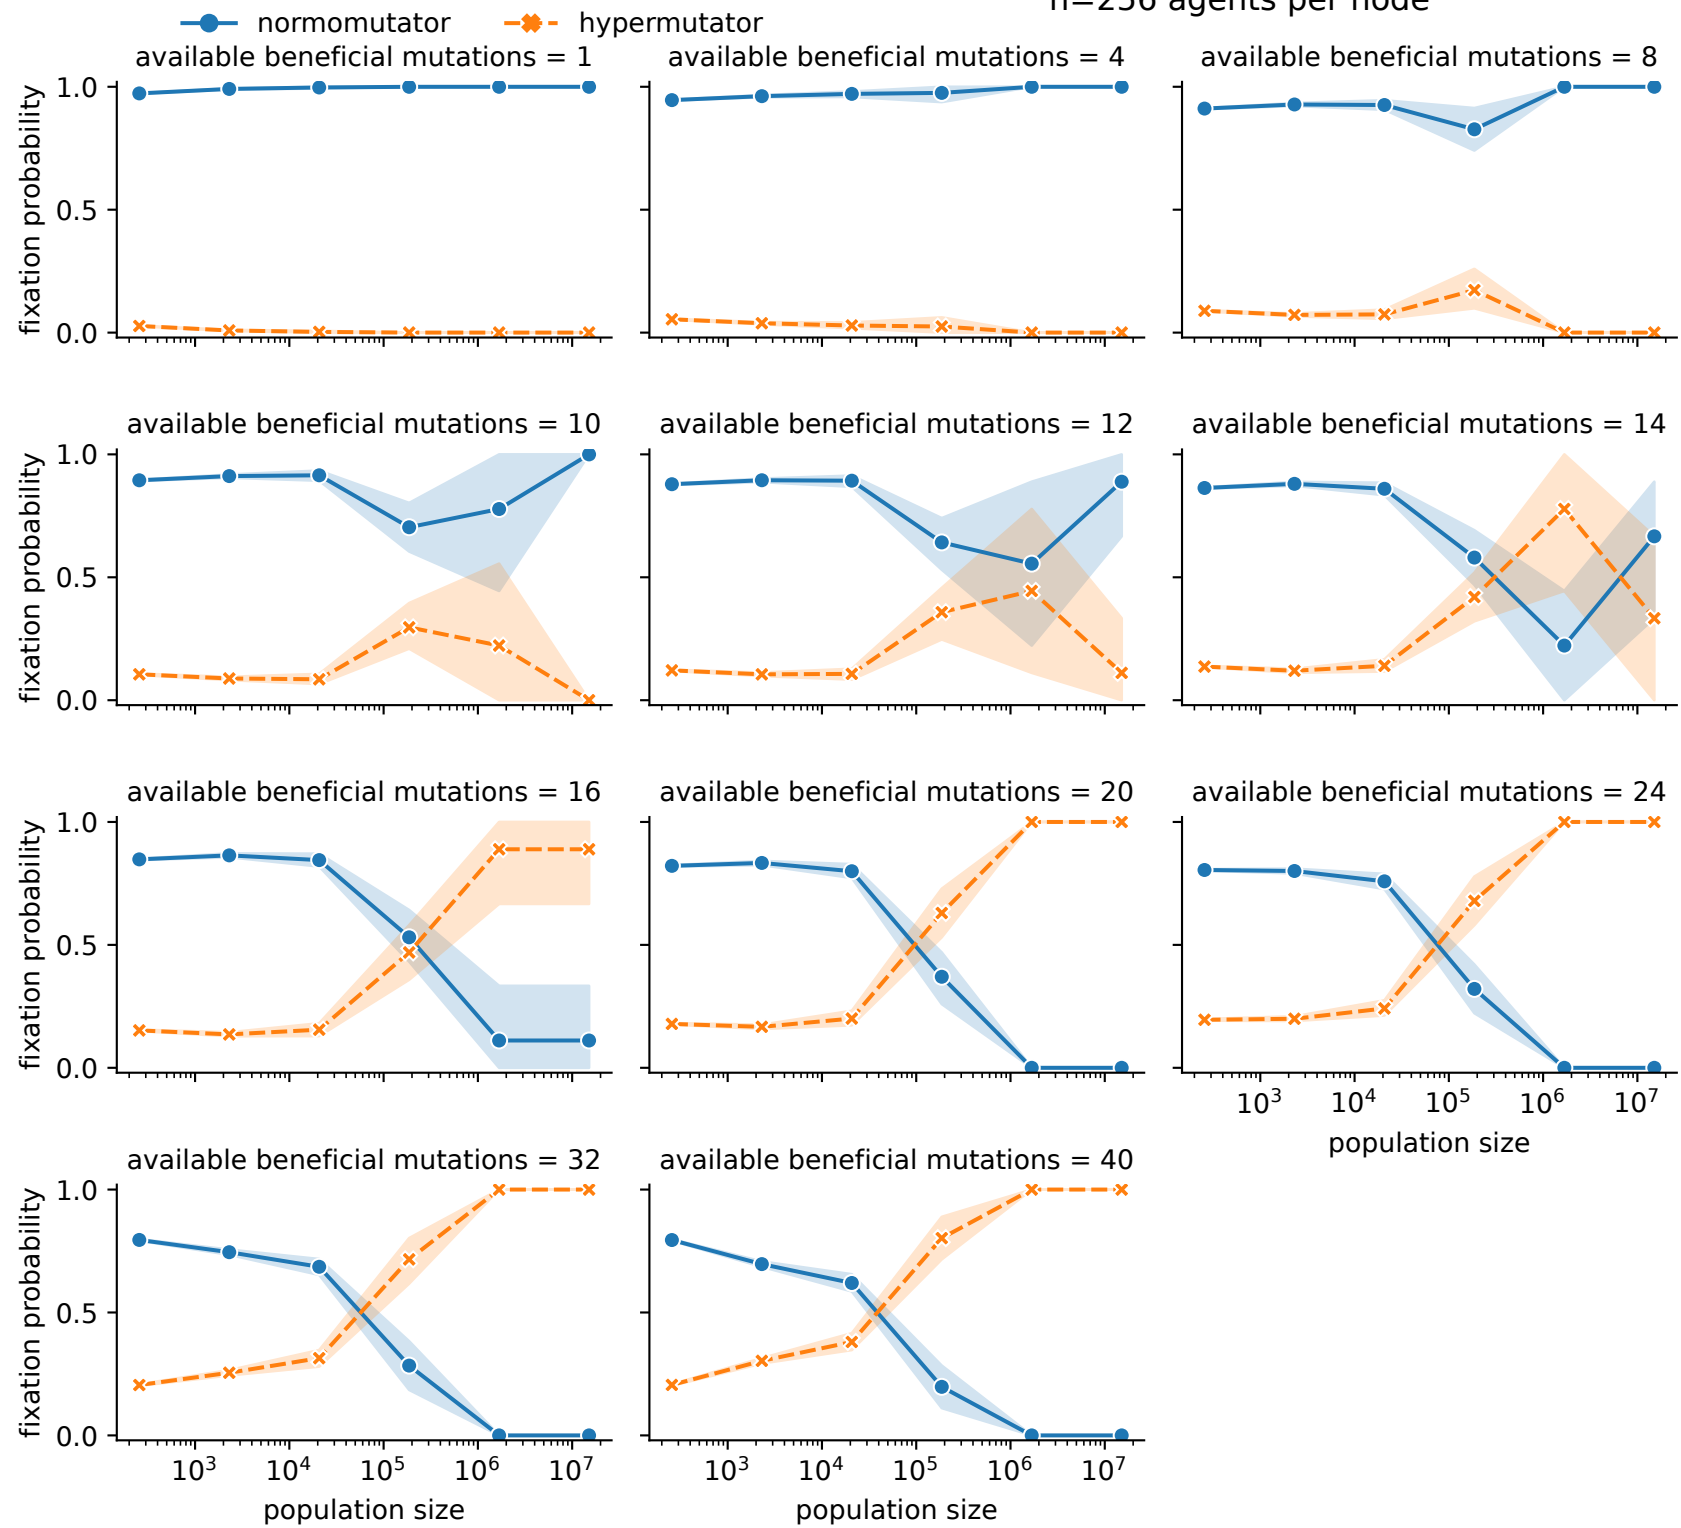 n=256 agents per node
normomutator hypermutator
available beneficial mutations = 1
available beneficial mutations = 4
available beneficial mutations = 8
fixation probability
1.0
0.5
0.0
available beneficial mutations = 10
available beneficial mutations = 12
available beneficial mutations = 14
fixation probability
1.0
0.5
0.0
available beneficial mutations = 16
available beneficial mutations = 20
available beneficial mutations = 24
fixation probability
1.0
0.5
0.0
10³ 10⁴ 10⁵ 10⁶ 10⁷
population size
available beneficial mutations = 32
available beneficial mutations = 40
fixation probability
1.0
0.5
0.0
10³ 10⁴ 10⁵ 10⁶ 10⁷
10³ 10⁴ 10⁵ 10⁶ 10⁷
population size
population size